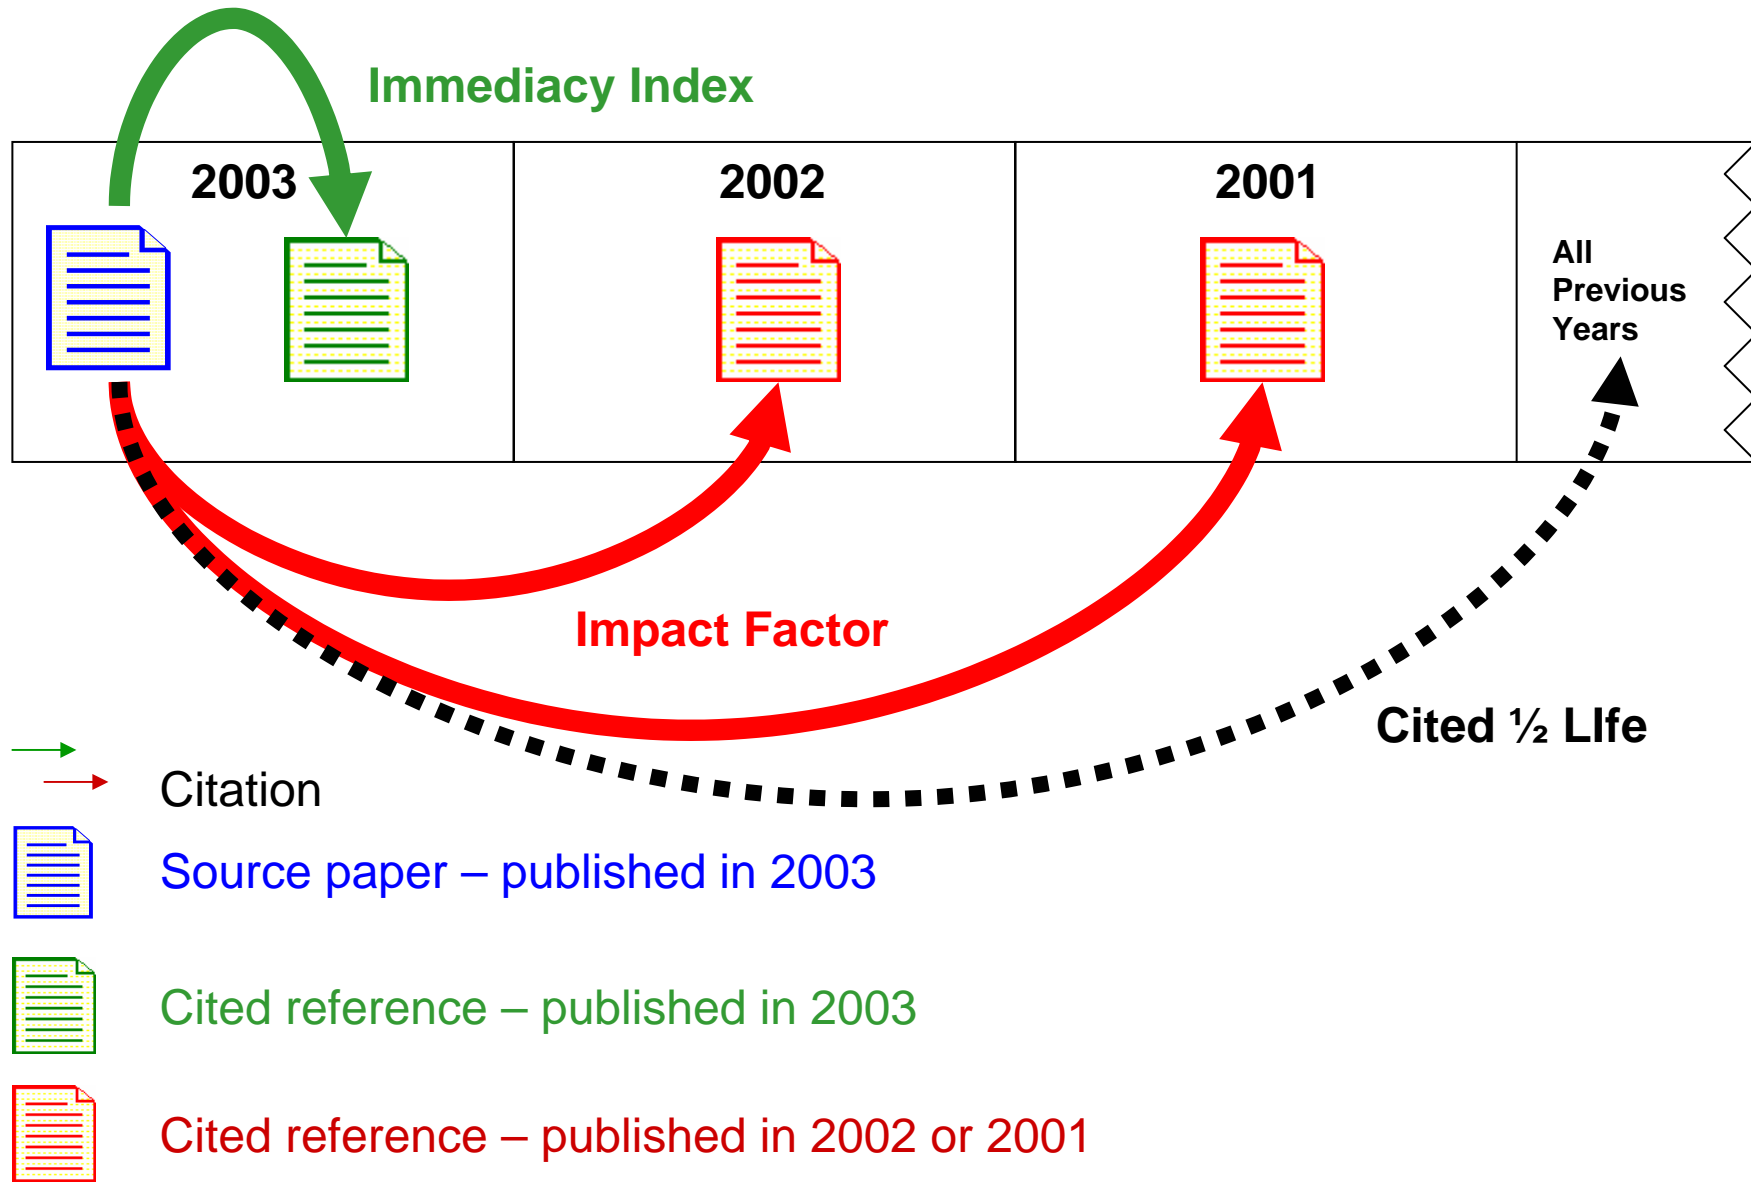 Immediacy Index
2003
2002
2001
All
Previous
Years
Impact Factor
Cited ½ LIfe
Citation
Source paper – published in 2003
Cited reference – published in 2003
Cited reference – published in 2002 or 2001